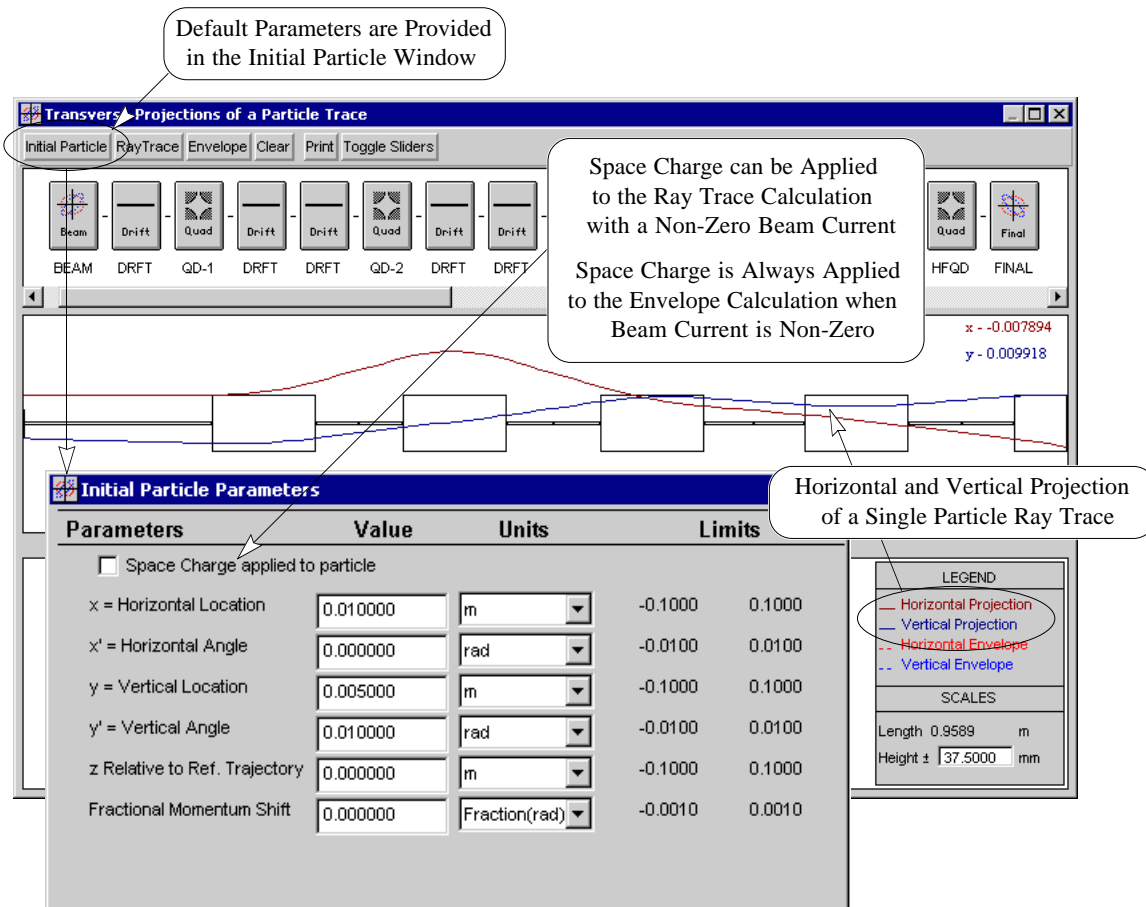 Default Parameters are Provided
in the Initial Particle Window
Transvers Projections of a Particle Trace
Initial Particle RayTrace Envelope Clear Print Toggle Sliders
Space Charge can be Applied
to the Ray Trace Calculation
with a Non-Zero Beam Current
Space Charge is Always Applied
to the Envelope Calculation when
Beam Current is Non-Zero
Beam Drift Quad Drift Drift Quad Drift Drift Quad Final
BEAM DRFT QD-1 DRFT DRFT QD-2 DRFT DRFT HFQD FINAL
x - -0.007894
y - 0.009918
Horizontal and Vertical Projection
of a Single Particle Ray Trace
Initial Particle Parameters
Parameters Value Units Limits
Space Charge applied to particle
x = Horizontal Location 0.010000 m -0.1000 0.1000
x' = Horizontal Angle 0.000000 rad -0.0100 0.0100
y = Vertical Location 0.005000 m -0.1000 0.1000
y' = Vertical Angle 0.010000 rad -0.0100 0.0100
z Relative to Ref. Trajectory 0.000000 m -0.1000 0.1000
Fractional Momentum Shift 0.000000 Fraction(rad) -0.0010 0.0010
LEGEND
Horizontal Projection
Vertical Projection
Horizontal Envelope
Vertical Envelope
SCALES
Length 0.9589 m
Height ± 37.5000 mm